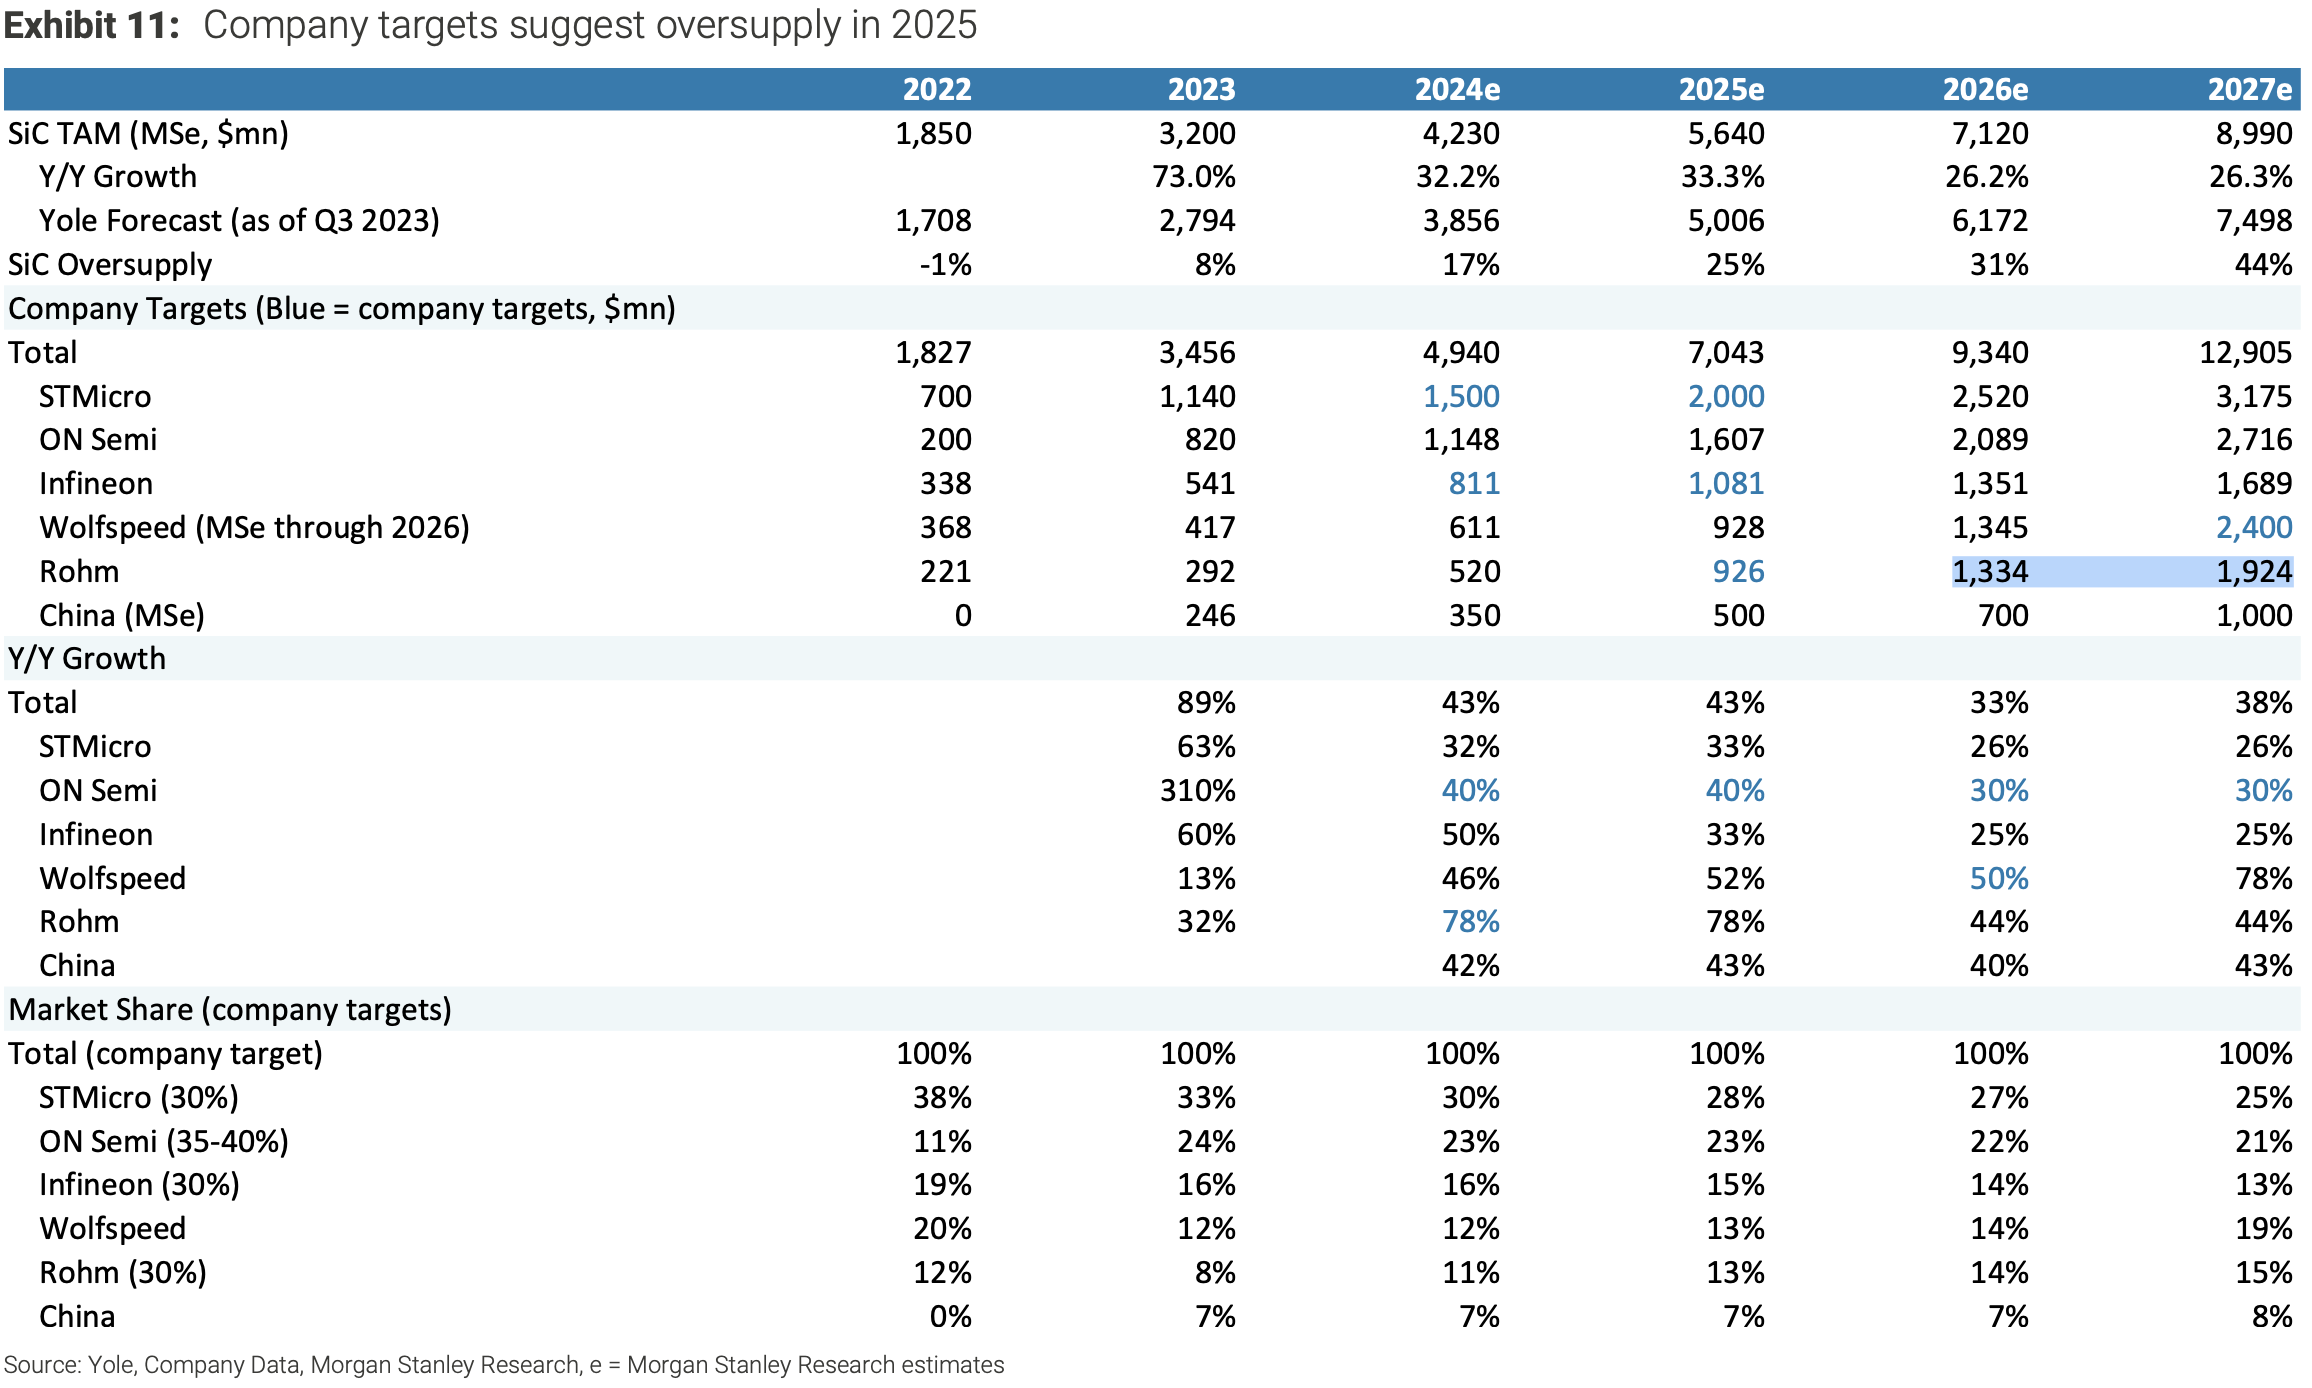 Exhibit 11: Company targets suggest oversupply in 2025
2022 2023 2024e 2025e 2026e 2027e
SiC TAM (MSe, $mn) 1,850 3,200 4,230 5,640 7,120 8,990
Y/Y Growth 73.0% 32.2% 33.3% 26.2% 26.3%
Yole Forecast (as of Q3 2023) 1,708 2,794 3,856 5,006 6,172 7,498
SiC Oversupply -1% 8% 17% 25% 31% 44%
Company Targets (Blue = company targets, $mn)
Total 1,827 3,456 4,940 7,043 9,340 12,905
STMicro 700 1,140 1,500 2,000 2,520 3,175
ON Semi 200 820 1,148 1,607 2,089 2,716
Infineon 338 541 811 1,081 1,351 1,689
Wolfspeed (MSe through 2026) 368 417 611 928 1,345 2,400
Rohm 221 292 520 926 1,334 1,924
China (MSe) 0 246 350 500 700 1,000
Y/Y Growth
Total 89% 43% 43% 33% 38%
STMicro 63% 32% 33% 26% 26%
ON Semi 310% 40% 40% 30% 30%
Infineon 60% 50% 33% 25% 25%
Wolfspeed 13% 46% 52% 50% 78%
Rohm 32% 78% 78% 44% 44%
China 42% 43% 40% 43%
Market Share (company targets)
Total (company target) 100% 100% 100% 100% 100% 100%
STMicro (30%) 38% 33% 30% 28% 27% 25%
ON Semi (35-40%) 11% 24% 23% 23% 22% 21%
Infineon (30%) 19% 16% 16% 15% 14% 13%
Wolfspeed 20% 12% 12% 13% 14% 19%
Rohm (30%) 12% 8% 11% 13% 14% 15%
China 0% 7% 7% 7% 7% 8%
Source: Yole, Company Data, Morgan Stanley Research, e = Morgan Stanley Research estimates